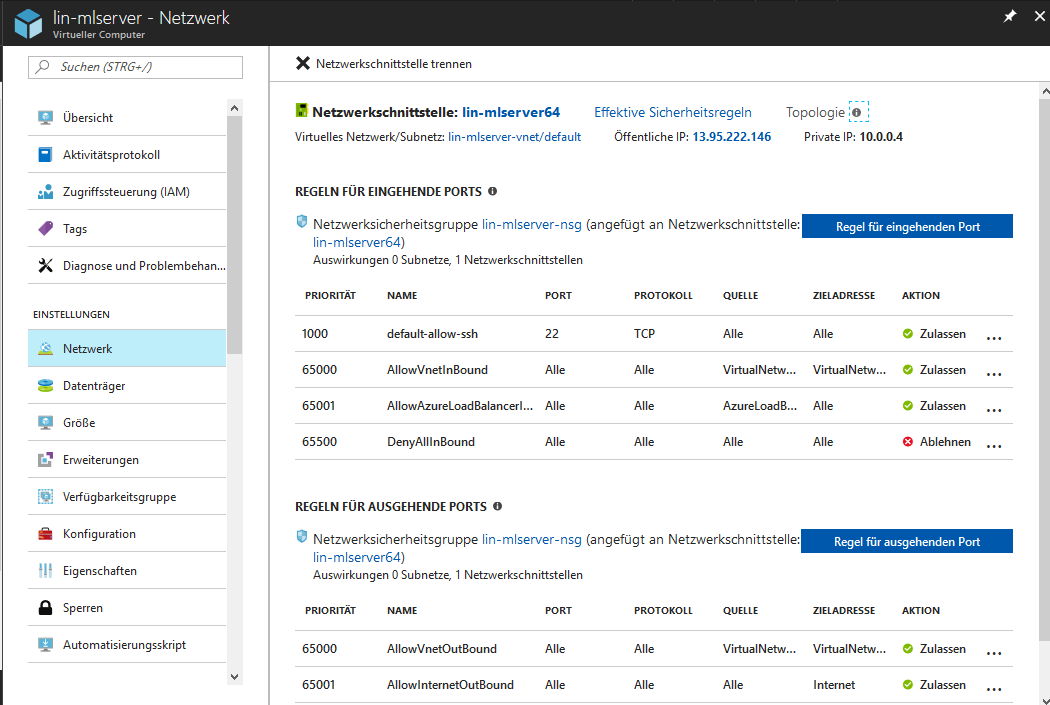 lin-mlserver - Netzwerk
Virtueller Computer
Suchen (STRG+/)
Übersicht
Aktivitätsprotokoll
Zugriffssteuerung (IAM)
Tags
Diagnose und Problembehan...
EINSTELLUNGEN
Netzwerk
Datenträger
Größe
Erweiterungen
Verfügbarkeitsgruppe
Konfiguration
Eigenschaften
Sperren
Automatisierungsskript
Netzwerkschnittstelle trennen
Netzwerkschnittstelle: lin-mlserver64 Effektive Sicherheitsregeln Topologie
Virtuelles Netzwerk/Subnetz: lin-mlserver-vnet/default Öffentliche IP: 13.95.222.146 Private IP: 10.0.0.4
REGELN FÜR EINGEHENDE PORTS
Netzwerksicherheitsgruppe lin-mlserver-nsg (angefügt an Netzwerkschnittstelle:
lin-mlserver64)
Auswirkungen 0 Subnetze, 1 Netzwerkschnittstellen
Regel für eingehenden Port
PRIORITÄT NAME PORT PROTOKOLL QUELLE ZIELADRESSE AKTION
1000 default-allow-ssh 22 TCP Alle Alle Zulassen ...
65000 AllowVnetInBound Alle Alle VirtualNetw... VirtualNetw... Zulassen ...
65001 AllowAzureLoadBalancerI... Alle Alle AzureLoadB... Alle Zulassen ...
65500 DenyAllInBound Alle Alle Alle Alle Ablehnen ...
REGELN FÜR AUSGEHENDE PORTS
Netzwerksicherheitsgruppe lin-mlserver-nsg (angefügt an Netzwerkschnittstelle:
lin-mlserver64)
Auswirkungen 0 Subnetze, 1 Netzwerkschnittstellen
Regel für ausgehenden Port
PRIORITÄT NAME PORT PROTOKOLL QUELLE ZIELADRESSE AKTION
65000 AllowVnetOutBound Alle Alle VirtualNetw... VirtualNetw... Zulassen ...
65001 AllowInternetOutBound Alle Alle Alle Internet Zulassen ...